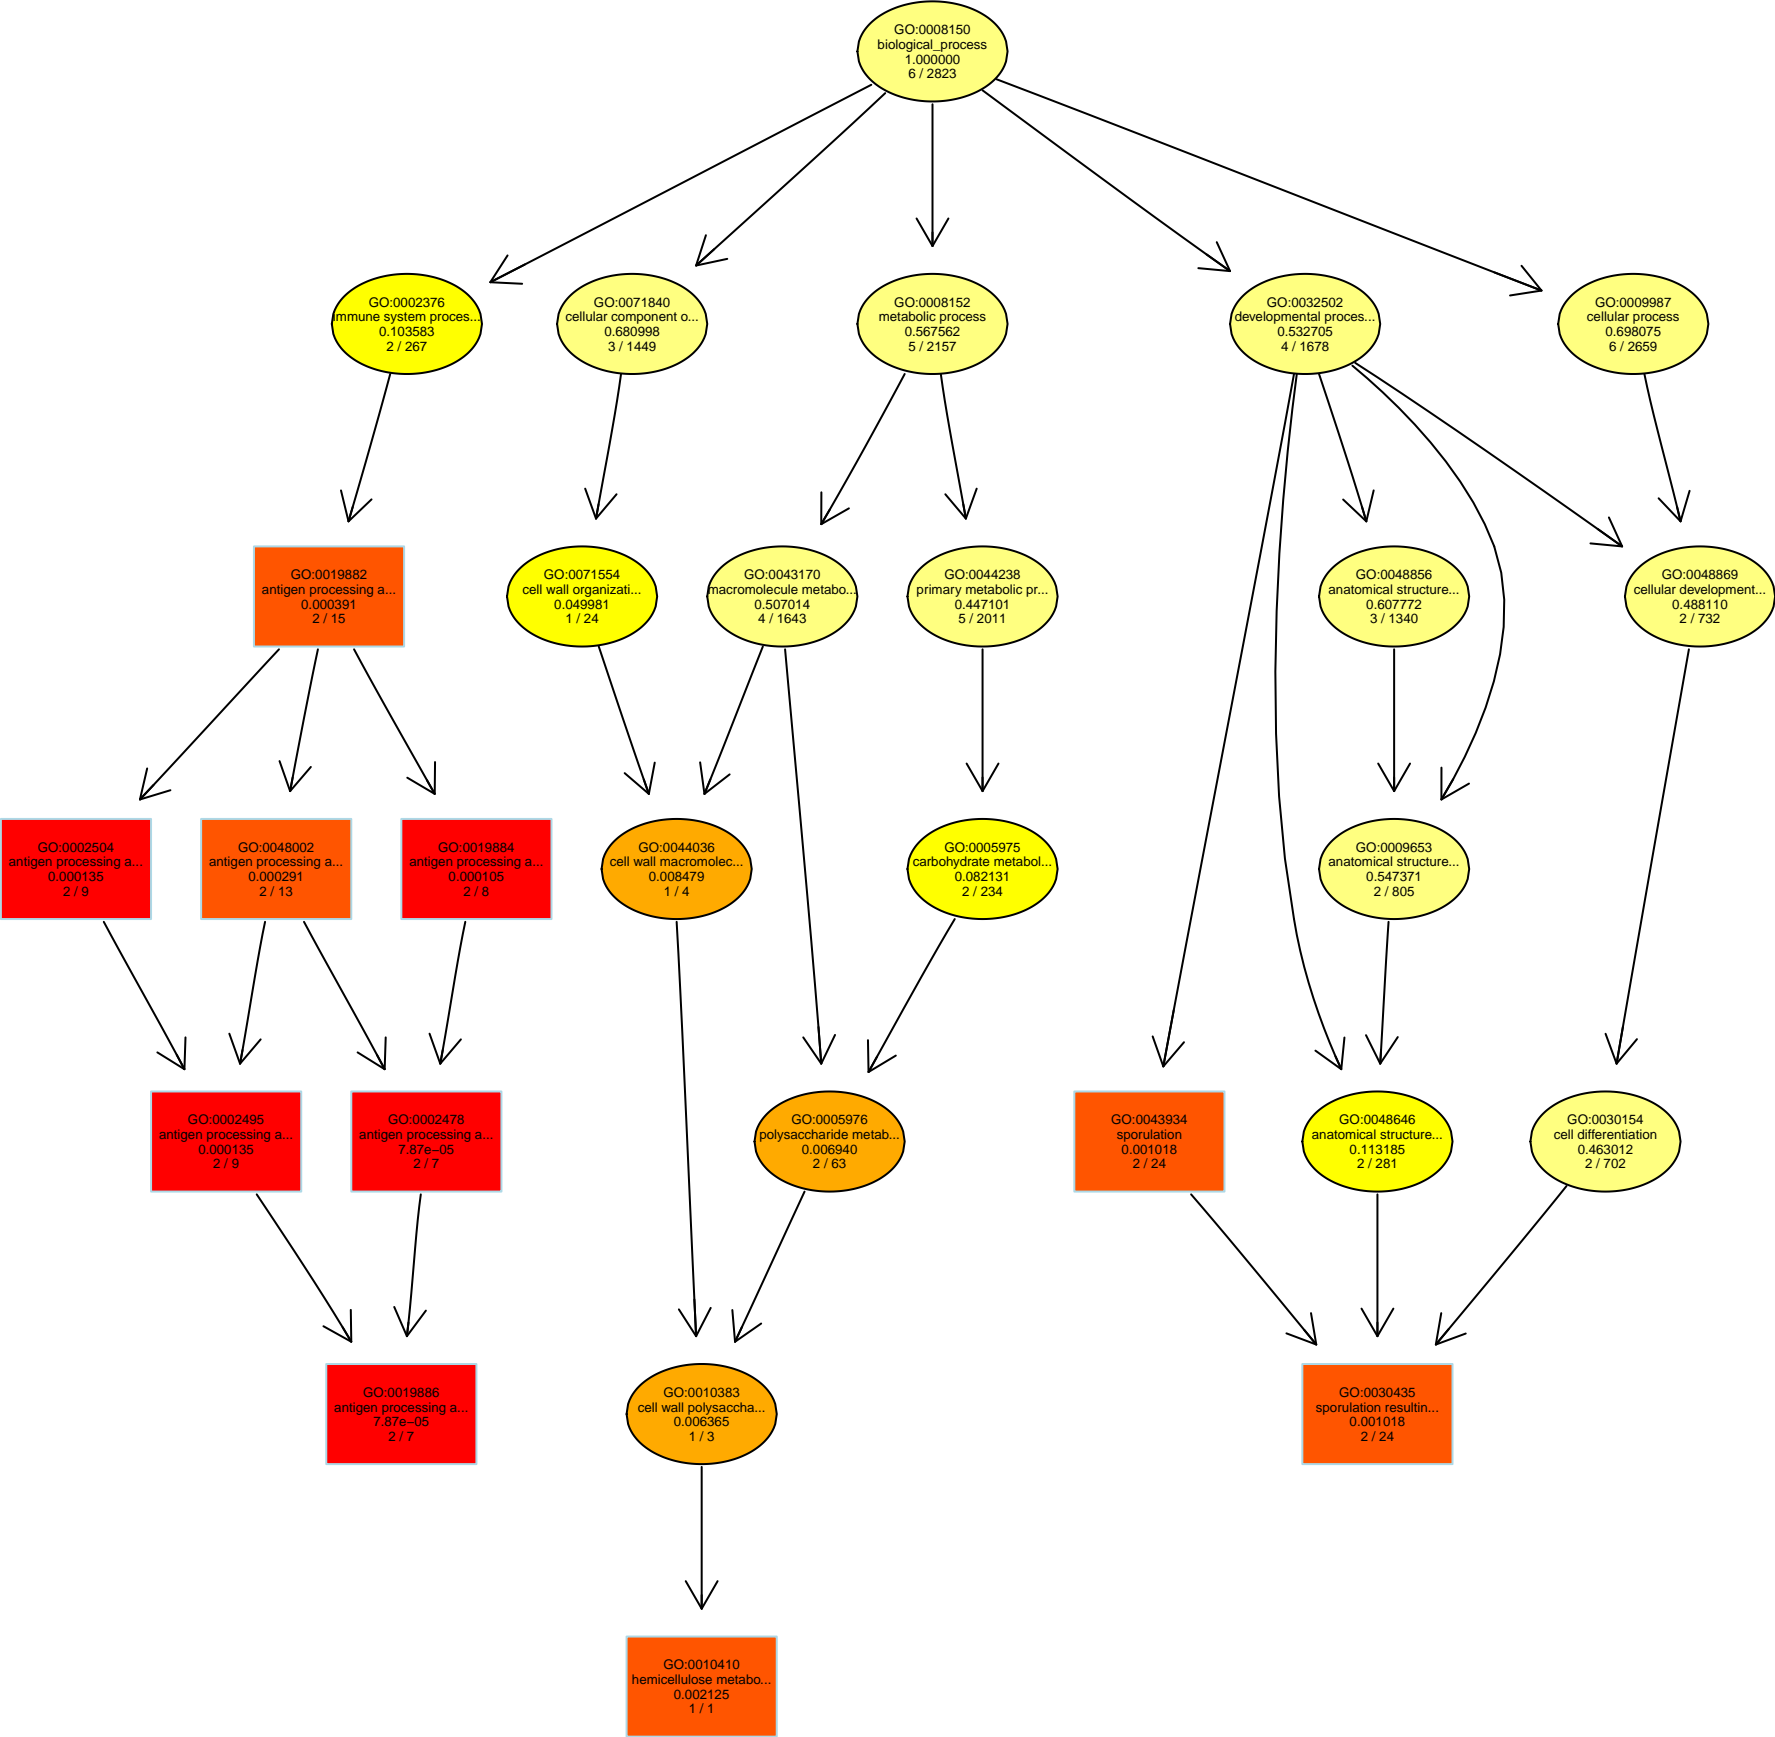 GO:0008150
biological_process
1.000000
6 / 2823
GO:0002376
immune system proces...
0.103583
2 / 267
GO:0071840
cellular component o...
0.680998
3 / 1449
GO:0008152
metabolic process
0.567562
5 / 2157
GO:0032502
developmental proces...
0.532705
4 / 1678
GO:0009987
cellular process
0.698075
6 / 2659
GO:0019882
antigen processing a...
0.000391
2 / 15
GO:0071554
cell wall organizati...
0.049981
1 / 24
GO:0043170
macromolecule metabo...
0.507014
4 / 1643
GO:0044238
primary metabolic pr...
0.447101
5 / 2011
GO:0048856
anatomical structure...
0.607772
3 / 1340
GO:0048869
cellular development...
0.488110
2 / 732
GO:0002504
antigen processing a...
0.000135
2 / 9
GO:0048002
antigen processing a...
0.000291
2 / 13
GO:0019884
antigen processing a...
0.000105
2 / 8
GO:0044036
cell wall macromolec...
0.008479
1 / 4
GO:0005975
carbohydrate metabol...
0.082131
2 / 234
GO:0009653
anatomical structure...
0.547371
2 / 805
GO:0002495
antigen processing a...
0.000135
2 / 9
GO:0002478
antigen processing a...
7.87e−05
2 / 7
GO:0005976
polysaccharide metab...
0.006940
2 / 63
GO:0043934
sporulation
0.001018
2 / 24
GO:0048646
anatomical structure...
0.113185
2 / 281
GO:0030154
cell differentiation
0.463012
2 / 702
GO:0019886
antigen processing a...
7.87e−05
2 / 7
GO:0010383
cell wall polysaccha...
0.006365
1 / 3
GO:0030435
sporulation resultin...
0.001018
2 / 24
GO:0010410
hemicellulose metabo...
0.002125
1 / 1